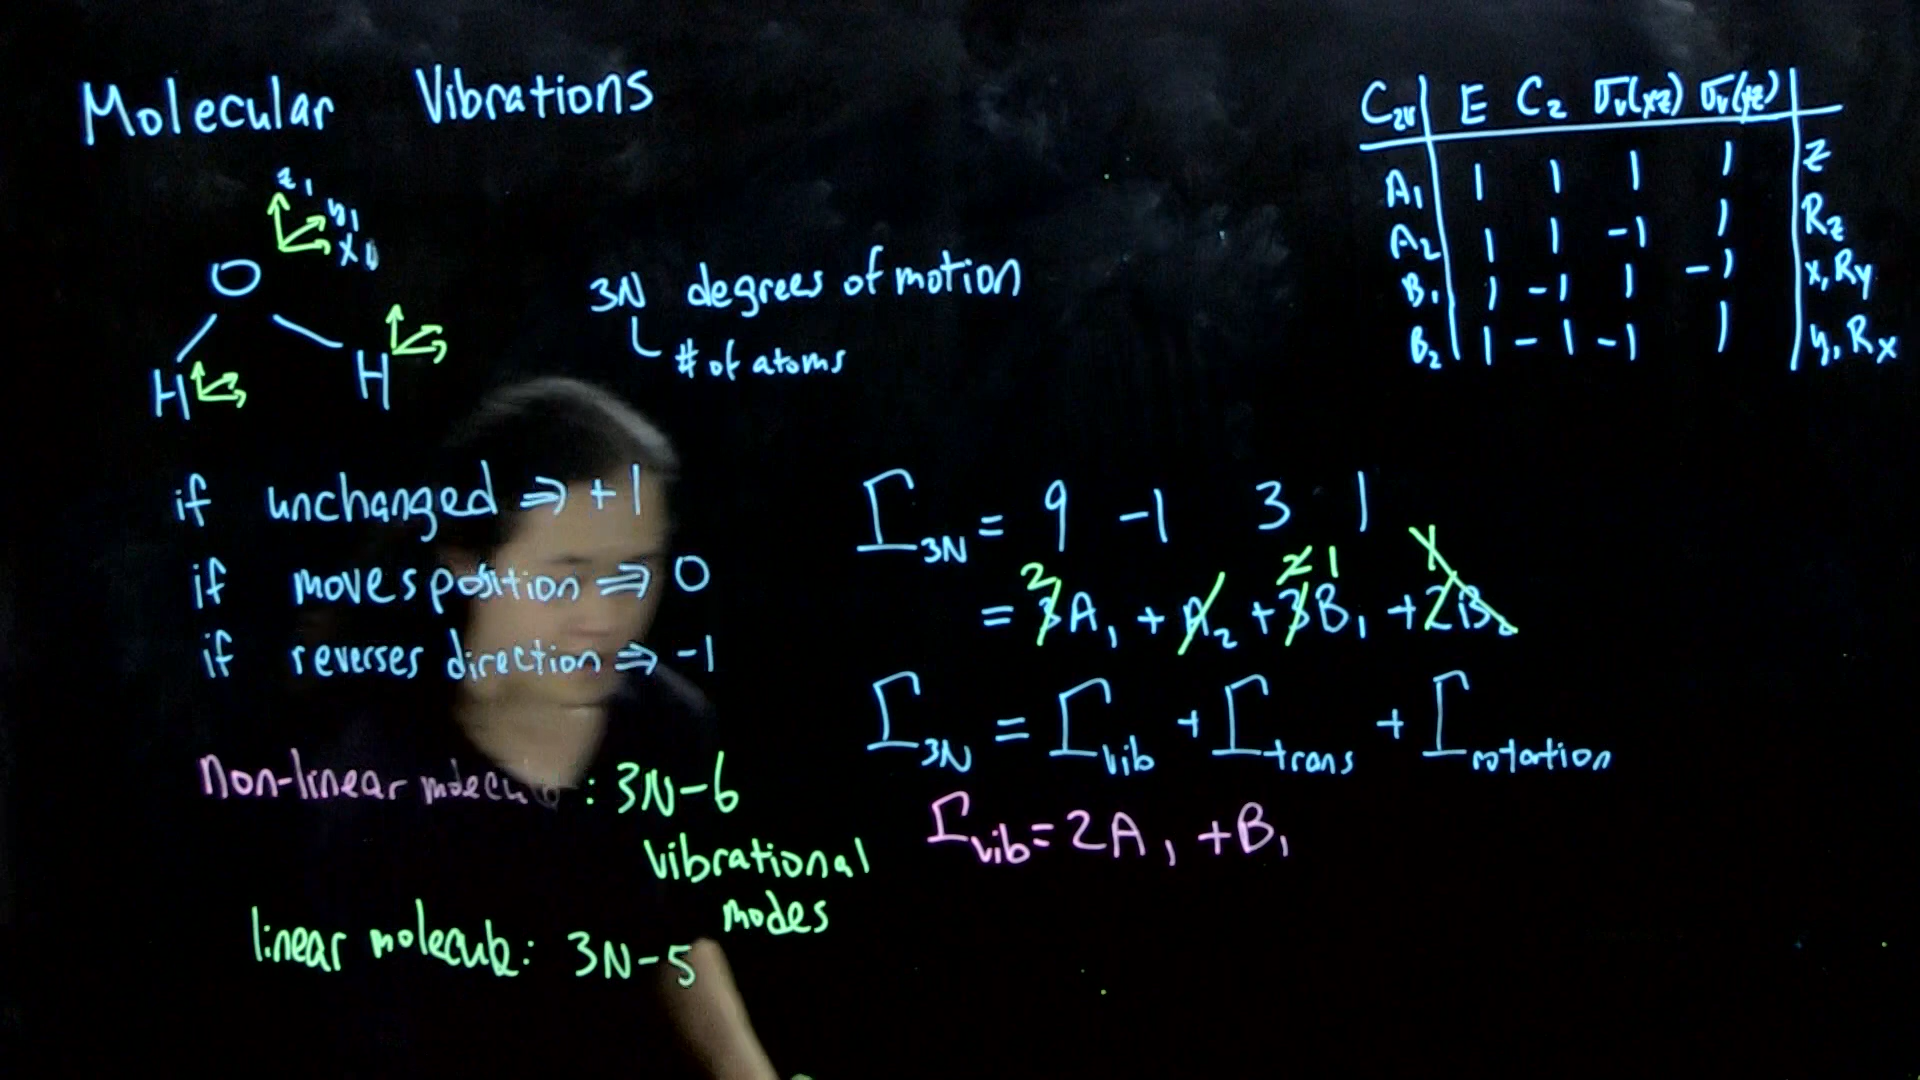 Molecular Vibrations
z1
y1
x1
O
H
H
3N degrees of motion
# of atoms
C2v E C2 σv(xz) σv(yz)
A1 1 1 1 1 z
A2 1 1 -1 1 Rz
B1 1 -1 1 -1 x, Ry
B2 1 -1 -1 1 y, Rx
if unchanged ⇒ +1
if moves position ⇒ 0
if reverses direction ⇒ -1
non-linear molecule: 3N-6
vibrational
modes
linear molecule: 3N-5
Γ3N = 9 -1 3 1
2 2 1
= 3A1 + A2 + 3B1 + 2B2
Γ3N = Γvib + Γtrans + Γrotation
Γvib = 2A1 + B1